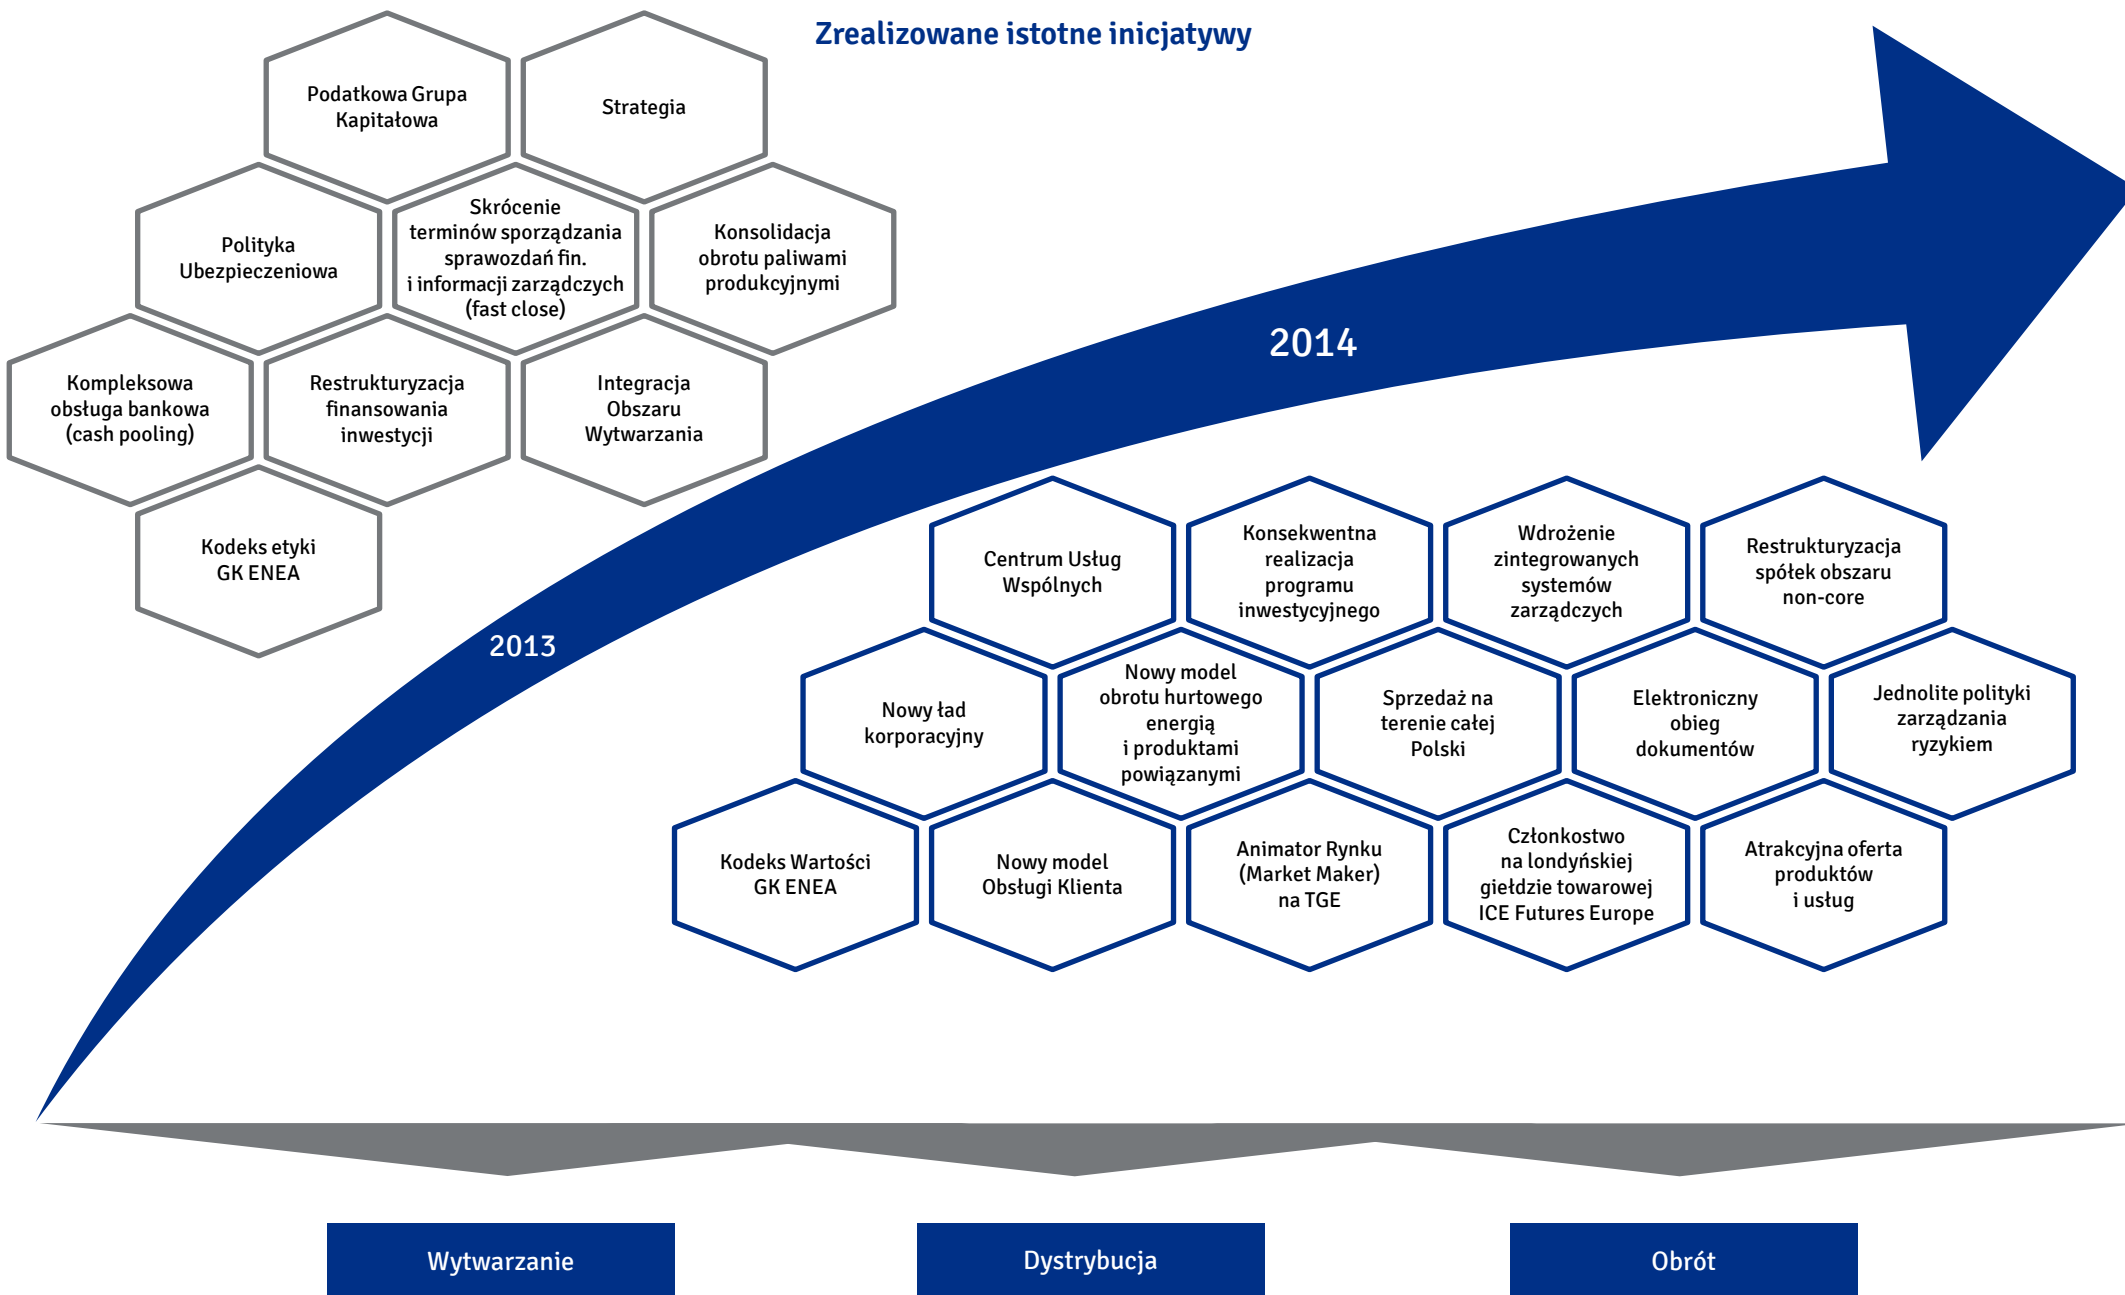 Zrealizowane istotne inicjatywy
Podatkowa Grupa
Kapitałowa
Strategia
Polityka
Ubezpieczeniowa
Skrócenie
terminów sporządzania
sprawozdań fin.
i informacji zarządczych
(fast close)
Konsolidacja
obrotu paliwami
produkcyjnymi
Kompleksowa
obsługa bankowa
(cash pooling)
Restrukturyzacja
finansowania
inwestycji
Integracja
Obszaru
Wytwarzania
Kodeks etyki
GK ENEA
2013
2014
Centrum Usług
Wspólnych
Konsekwentna
realizacja
programu
inwestycyjnego
Wdrożenie
zintegrowanych
systemów
zarządczych
Restrukturyzacja
spółek obszaru
non-core
Nowy ład
korporacyjny
Nowy model
obrotu hurtowego
energią
i produktami
powiązanymi
Sprzedaż na
terenie całej
Polski
Elektroniczny
obieg
dokumentów
Jednolite polityki
zarządzania
ryzykiem
Kodeks Wartości
GK ENEA
Nowy model
Obsługi Klienta
Animator Rynku
(Market Maker)
na TGE
Członkostwo
na londyńskiej
giełdzie towarowej
ICE Futures Europe
Atrakcyjna oferta
produktów
i usług
Wytwarzanie
Dystrybucja
Obrót